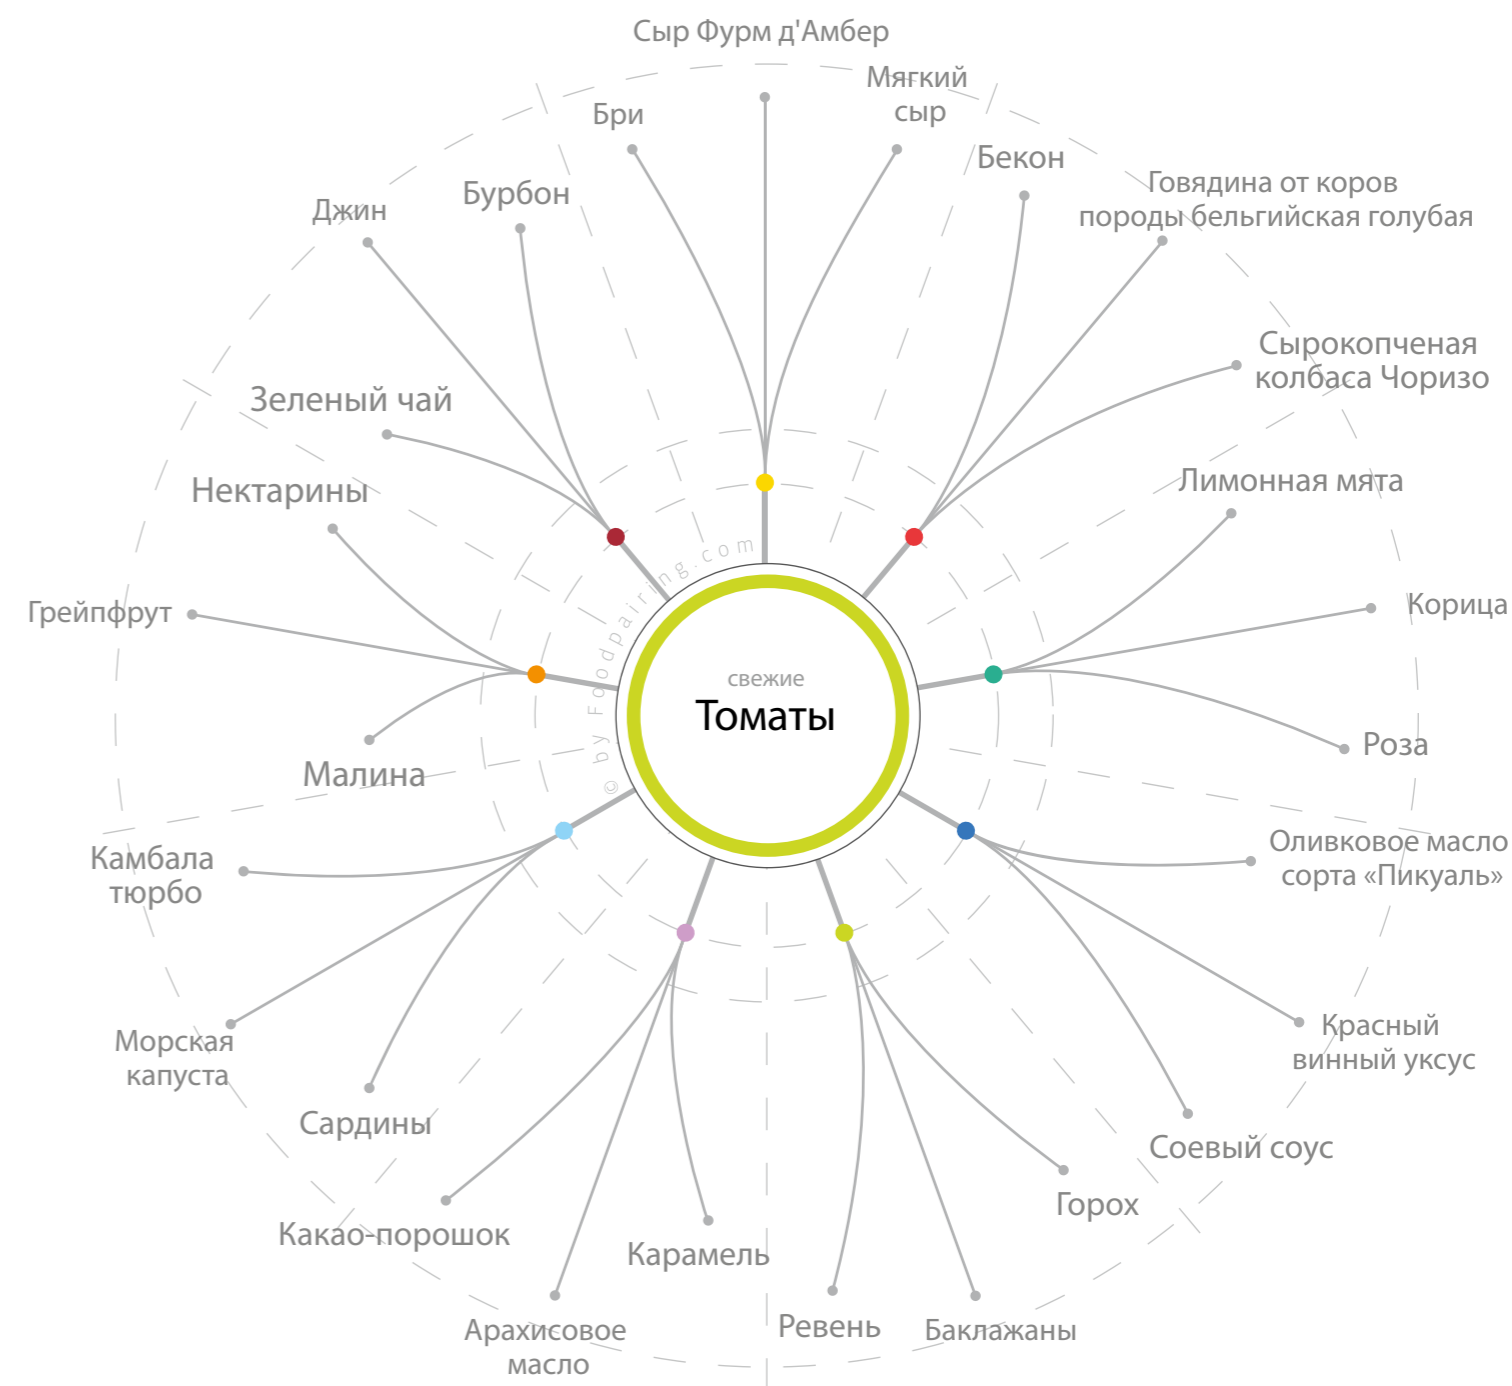 Сыр Фурм д'Амбер
Мягкий
сыр
Бри
Бекон
Говядина от коров
породы бельгийская голубая
Бурбон
Джин
Сырокопченая
колбаса Чоризо
Зеленый чай
Лимонная мята
Нектарины
© by Foodpairing.com
Корица
Грейпфрут
свежие
Томаты
Роза
Малина
Оливковое масло
сорта «Пикуаль»
Камбала
тюрбо
Красный
винный уксус
Морская
капуста
Сардины
Соевый соус
Горох
Какао-порошок
Карамель
Арахисовое
масло
Ревень
Баклажаны